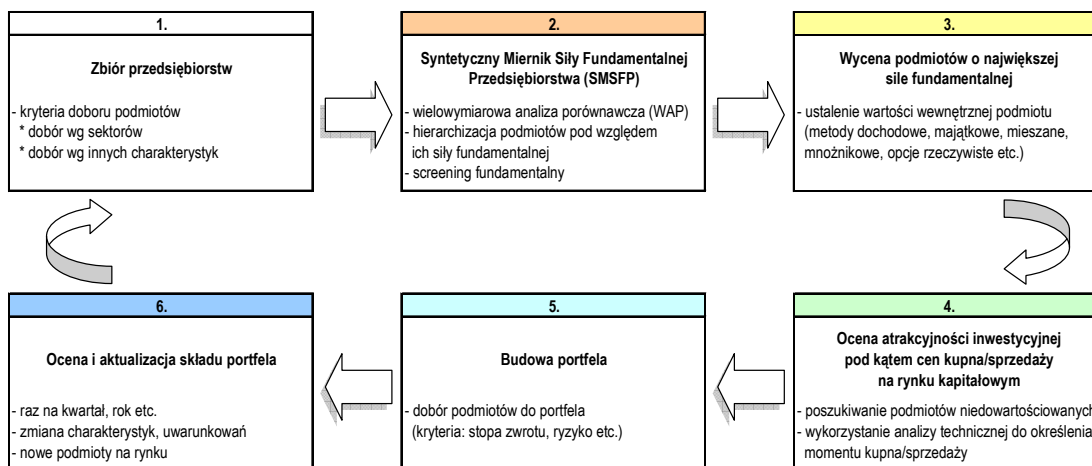 1.
Zbiór przedsiębiorstw
- kryteria doboru podmiotów
* dobór wg sektorów
* dobór wg innych charakterystyk
2.
Syntetyczny Miernik Siły Fundamentalnej
Przedsiębiorstwa (SMSFP)
- wielowymiarowa analiza porównawcza (WAP)
- hierarchizacja podmiotów pod względem
ich siły fundamentalnej
- screening fundamentalny
3.
Wycena podmiotów o największej
sile fundamentalnej
- ustalenie wartości wewnętrznej podmiotu
(metody dochodowe, majątkowe, mieszane,
mnożnikowe, opcje rzeczywiste etc.)
4.
Ocena atrakcyjności inwestycyjnej
pod kątem cen kupna/sprzedaży
na rynku kapitałowym
- poszukiwanie podmiotów niedowartościowanych
- wykorzystanie analizy technicznej do określenia
momentu kupna/sprzedaży
5.
Budowa portfela
- dobór podmiotów do portfela
(kryteria: stopa zwrotu, ryzyko etc.)
6.
Ocena i aktualizacja składu portfela
- raz na kwartał, rok etc.
- zmiana charakterystyk, uwarunkowań
- nowe podmioty na rynku